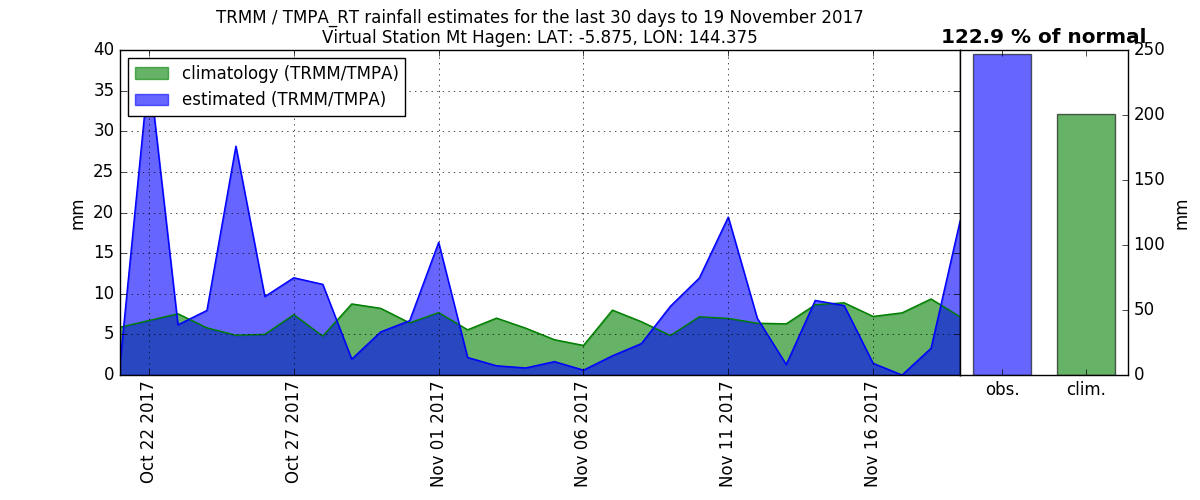 TRMM / TMPA_RT rainfall estimates for the last 30 days to 19 November 2017
Virtual Station Mt Hagen: LAT: -5.875, LON: 144.375
122.9 % of normal
climatology (TRMM/TMPA)
estimated (TRMM/TMPA)
40
35
30
25
20
15
10
5
0
mm
250
200
150
100
50
0
mm
obs.
clim.
Oct 22 2017
Oct 27 2017
Nov 01 2017
Nov 06 2017
Nov 11 2017
Nov 16 2017